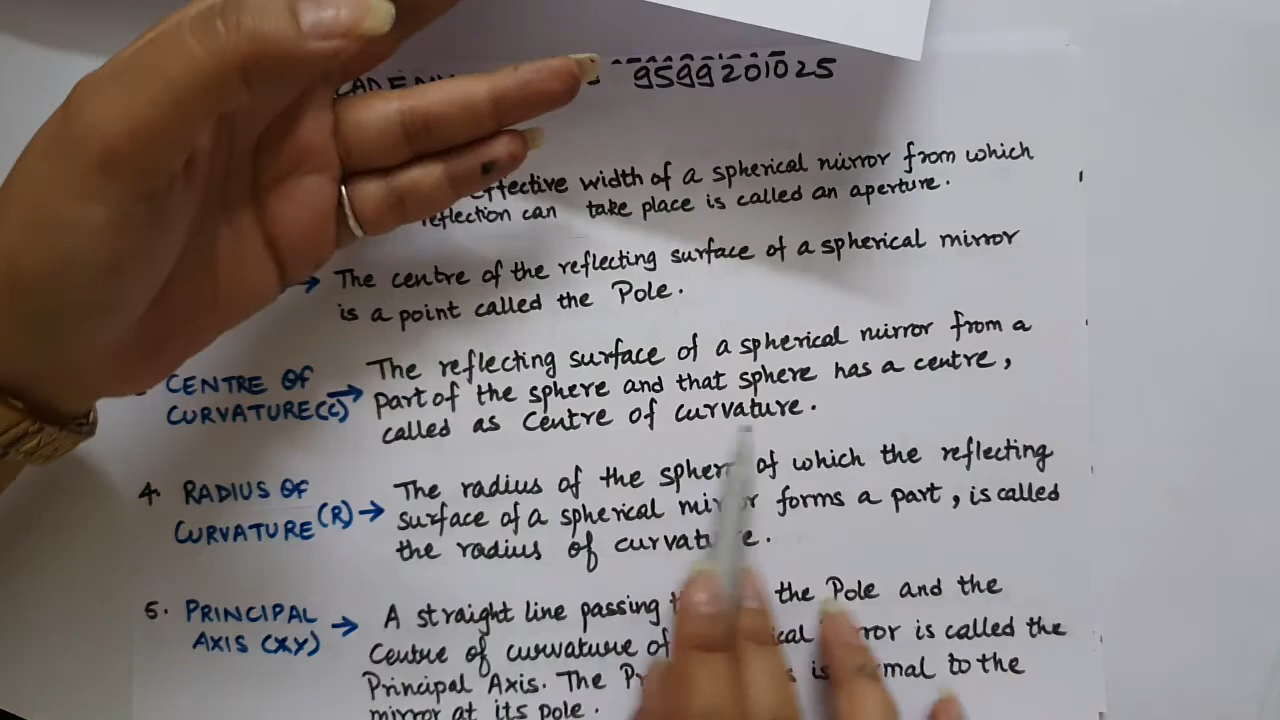 9599201025
effective width of a spherical mirror from which
reflection can take place is called an aperture.
→ The centre of the reflecting surface of a spherical mirror
is a point called the Pole.
CENTRE OF CURVATURE(C) → The reflecting surface of a spherical mirror from a
part of the sphere and that sphere has a centre,
called as Centre of curvature.
4. RADIUS OF CURVATURE (R) → The radius of the sphere of which the reflecting
surface of a spherical mirror forms a part, is called
the radius of curvature.
5. PRINCIPAL AXIS (XY) → A straight line passing the Pole and the
Centre of curvature of is called the
Principal Axis. The to the
mirror at its pole.